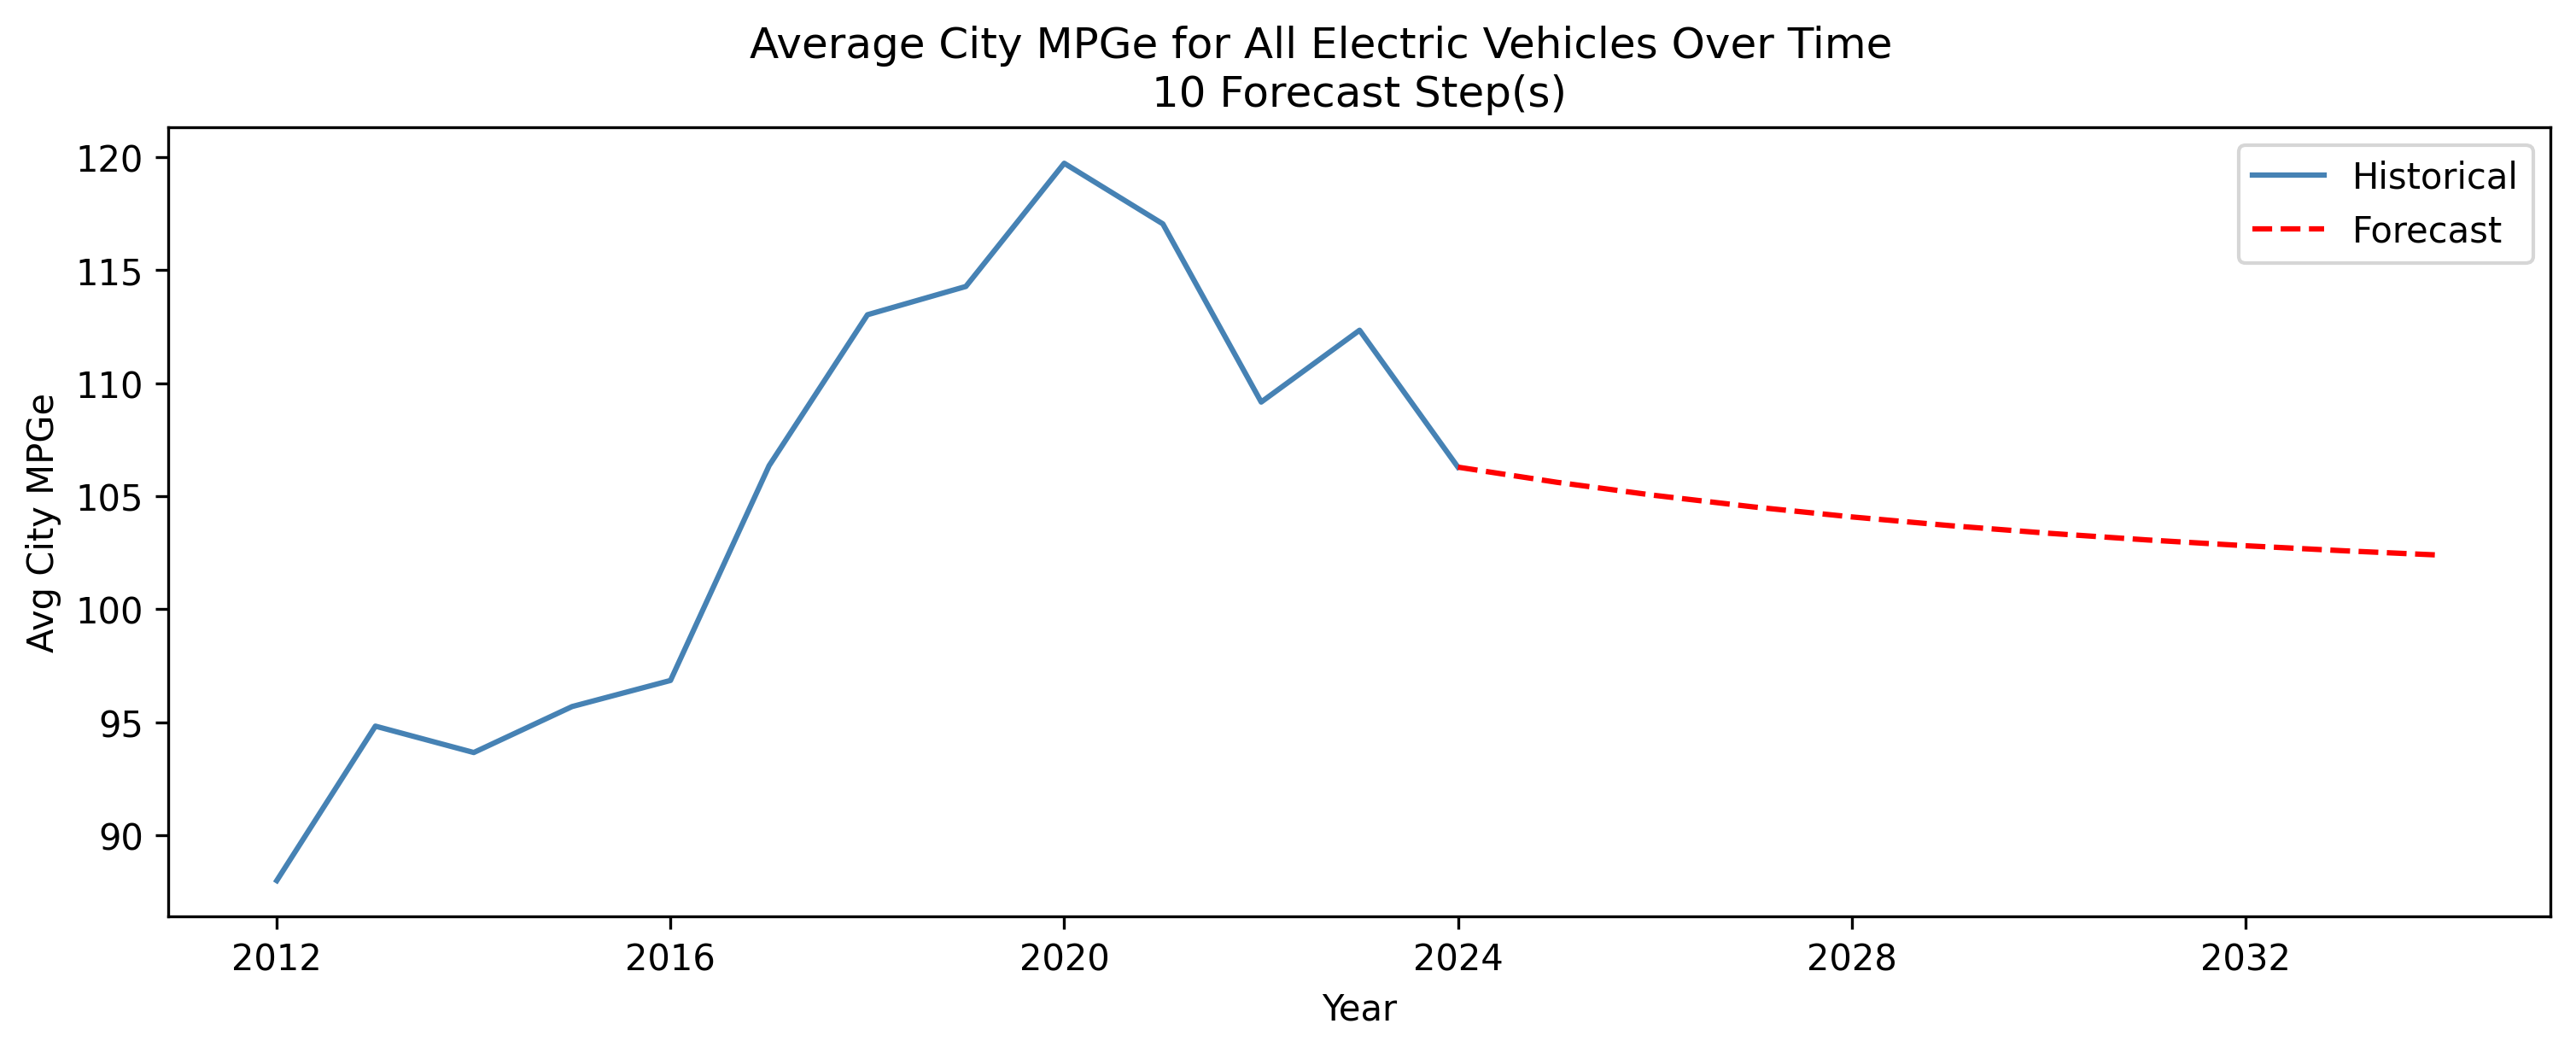 Average City MPGe for All Electric Vehicles Over Time
10 Forecast Step(s)
120
115
110
105
100
95
90
Avg City MPGe
Historical
Forecast
2012
2016
2020
2024
2028
2032
Year